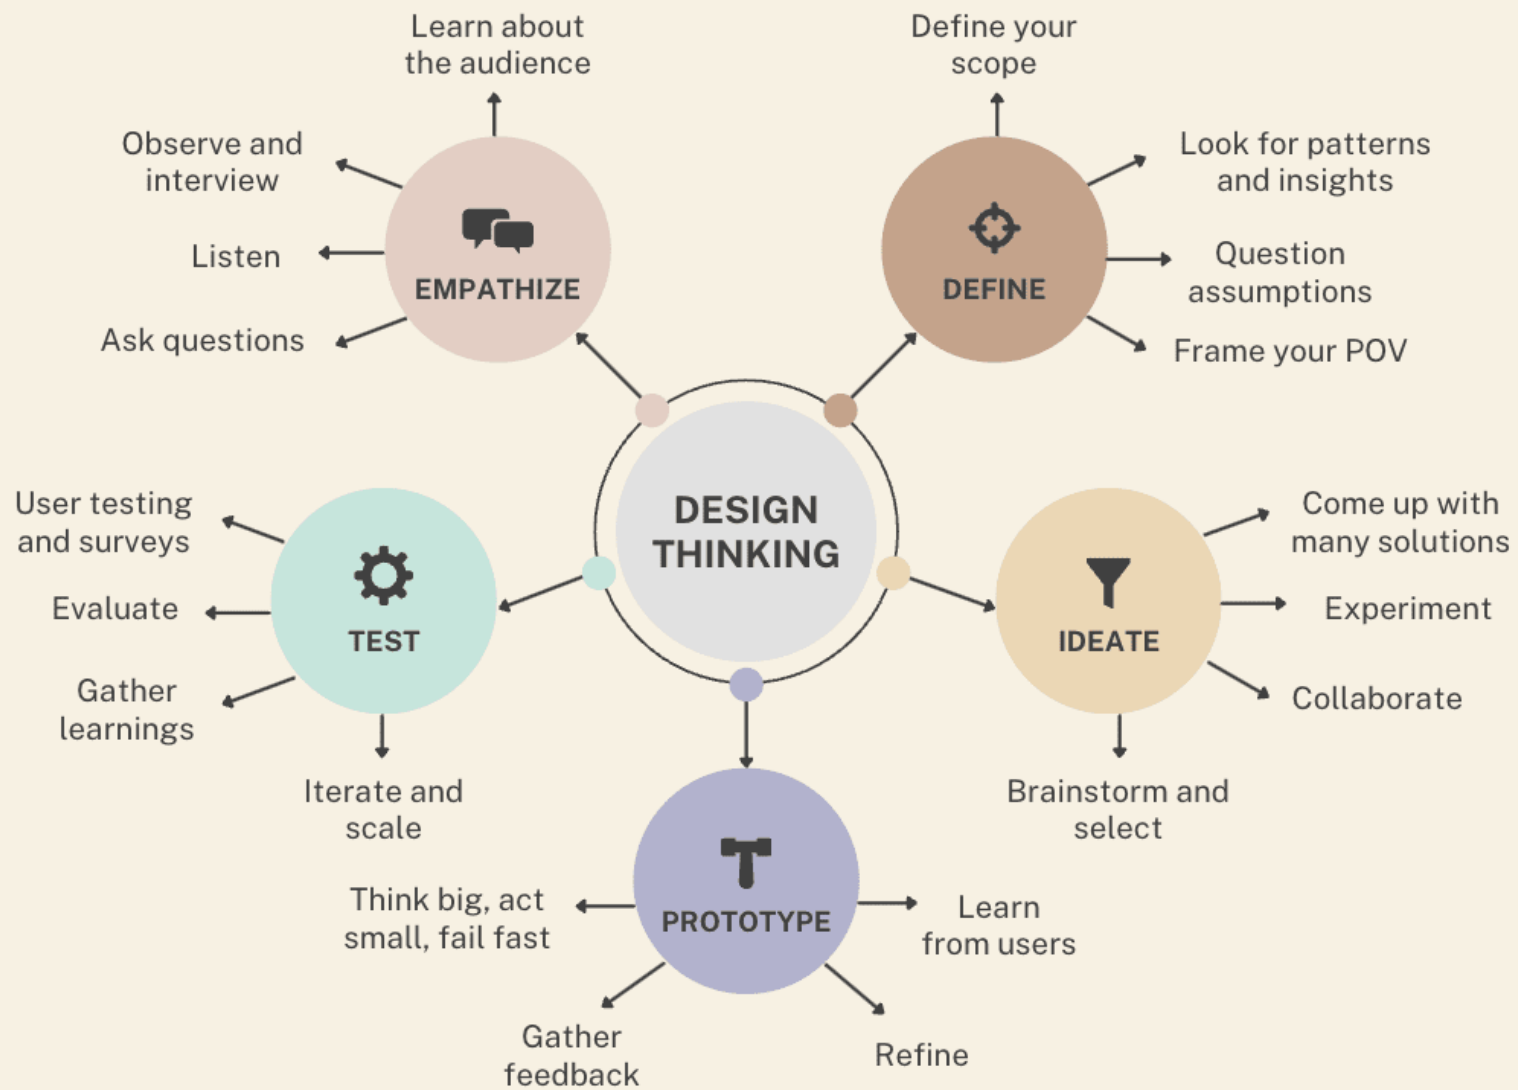 DESIGN
THINKING
EMPATHIZE
Learn about
the audience
Observe and
interview
Listen
Ask questions
DEFINE
Define your
scope
Look for patterns
and insights
Question
assumptions
Frame your POV
IDEATE
Come up with
many solutions
Experiment
Collaborate
Brainstorm and
select
PROTOTYPE
Learn
from users
Refine
Gather
feedback
Think big, act
small, fail fast
TEST
User testing
and surveys
Evaluate
Gather
learnings
Iterate and
scale